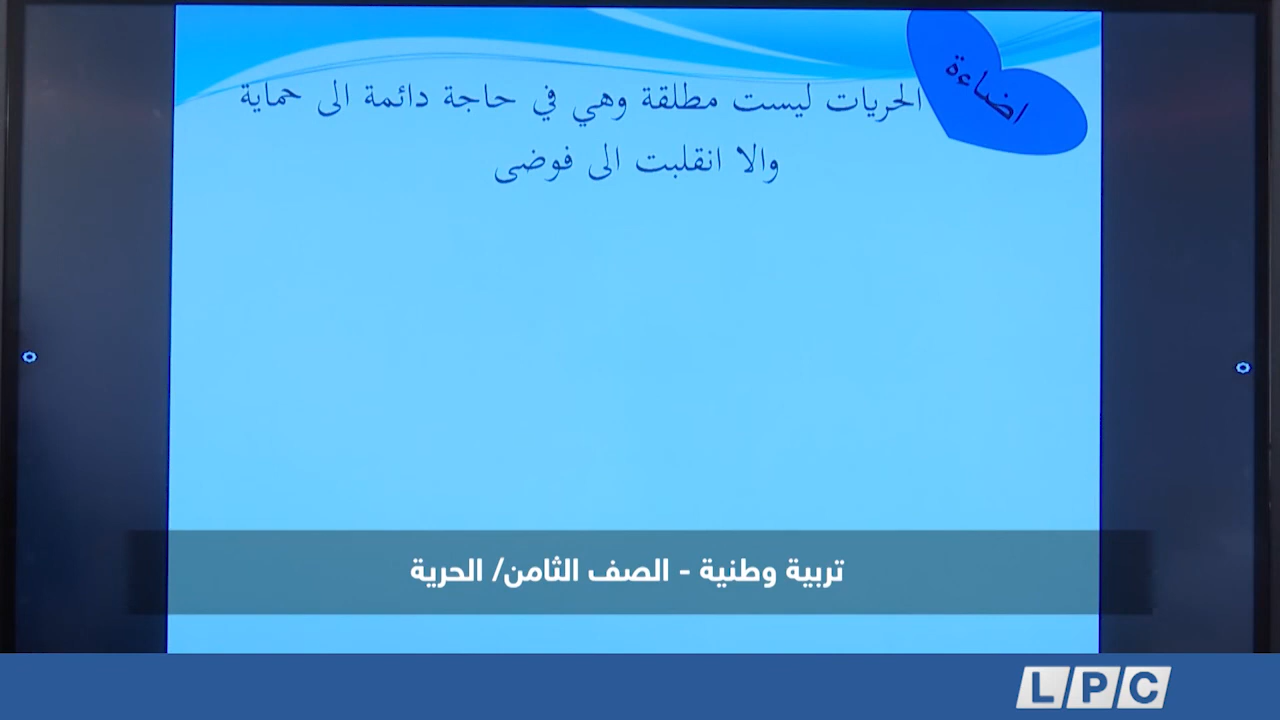 اضاءة
الحريات ليست مطلقة وهي في حاجة دائمة الى حماية
والا انقلبت الى فوضى
تربية وطنية - الصف الثامن/ الحرية
LPC